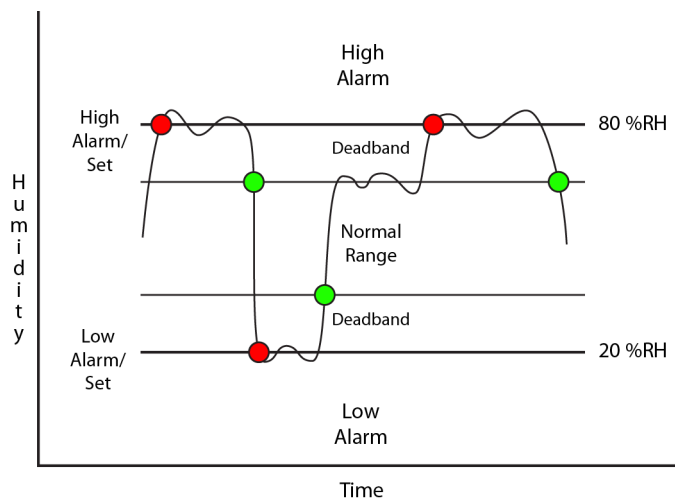 High
Alarm
High
Alarm/
Set
80 %RH
Deadband
Humidity
Normal
Range
Deadband
Low
Alarm/
Set
20 %RH
Low
Alarm
Time